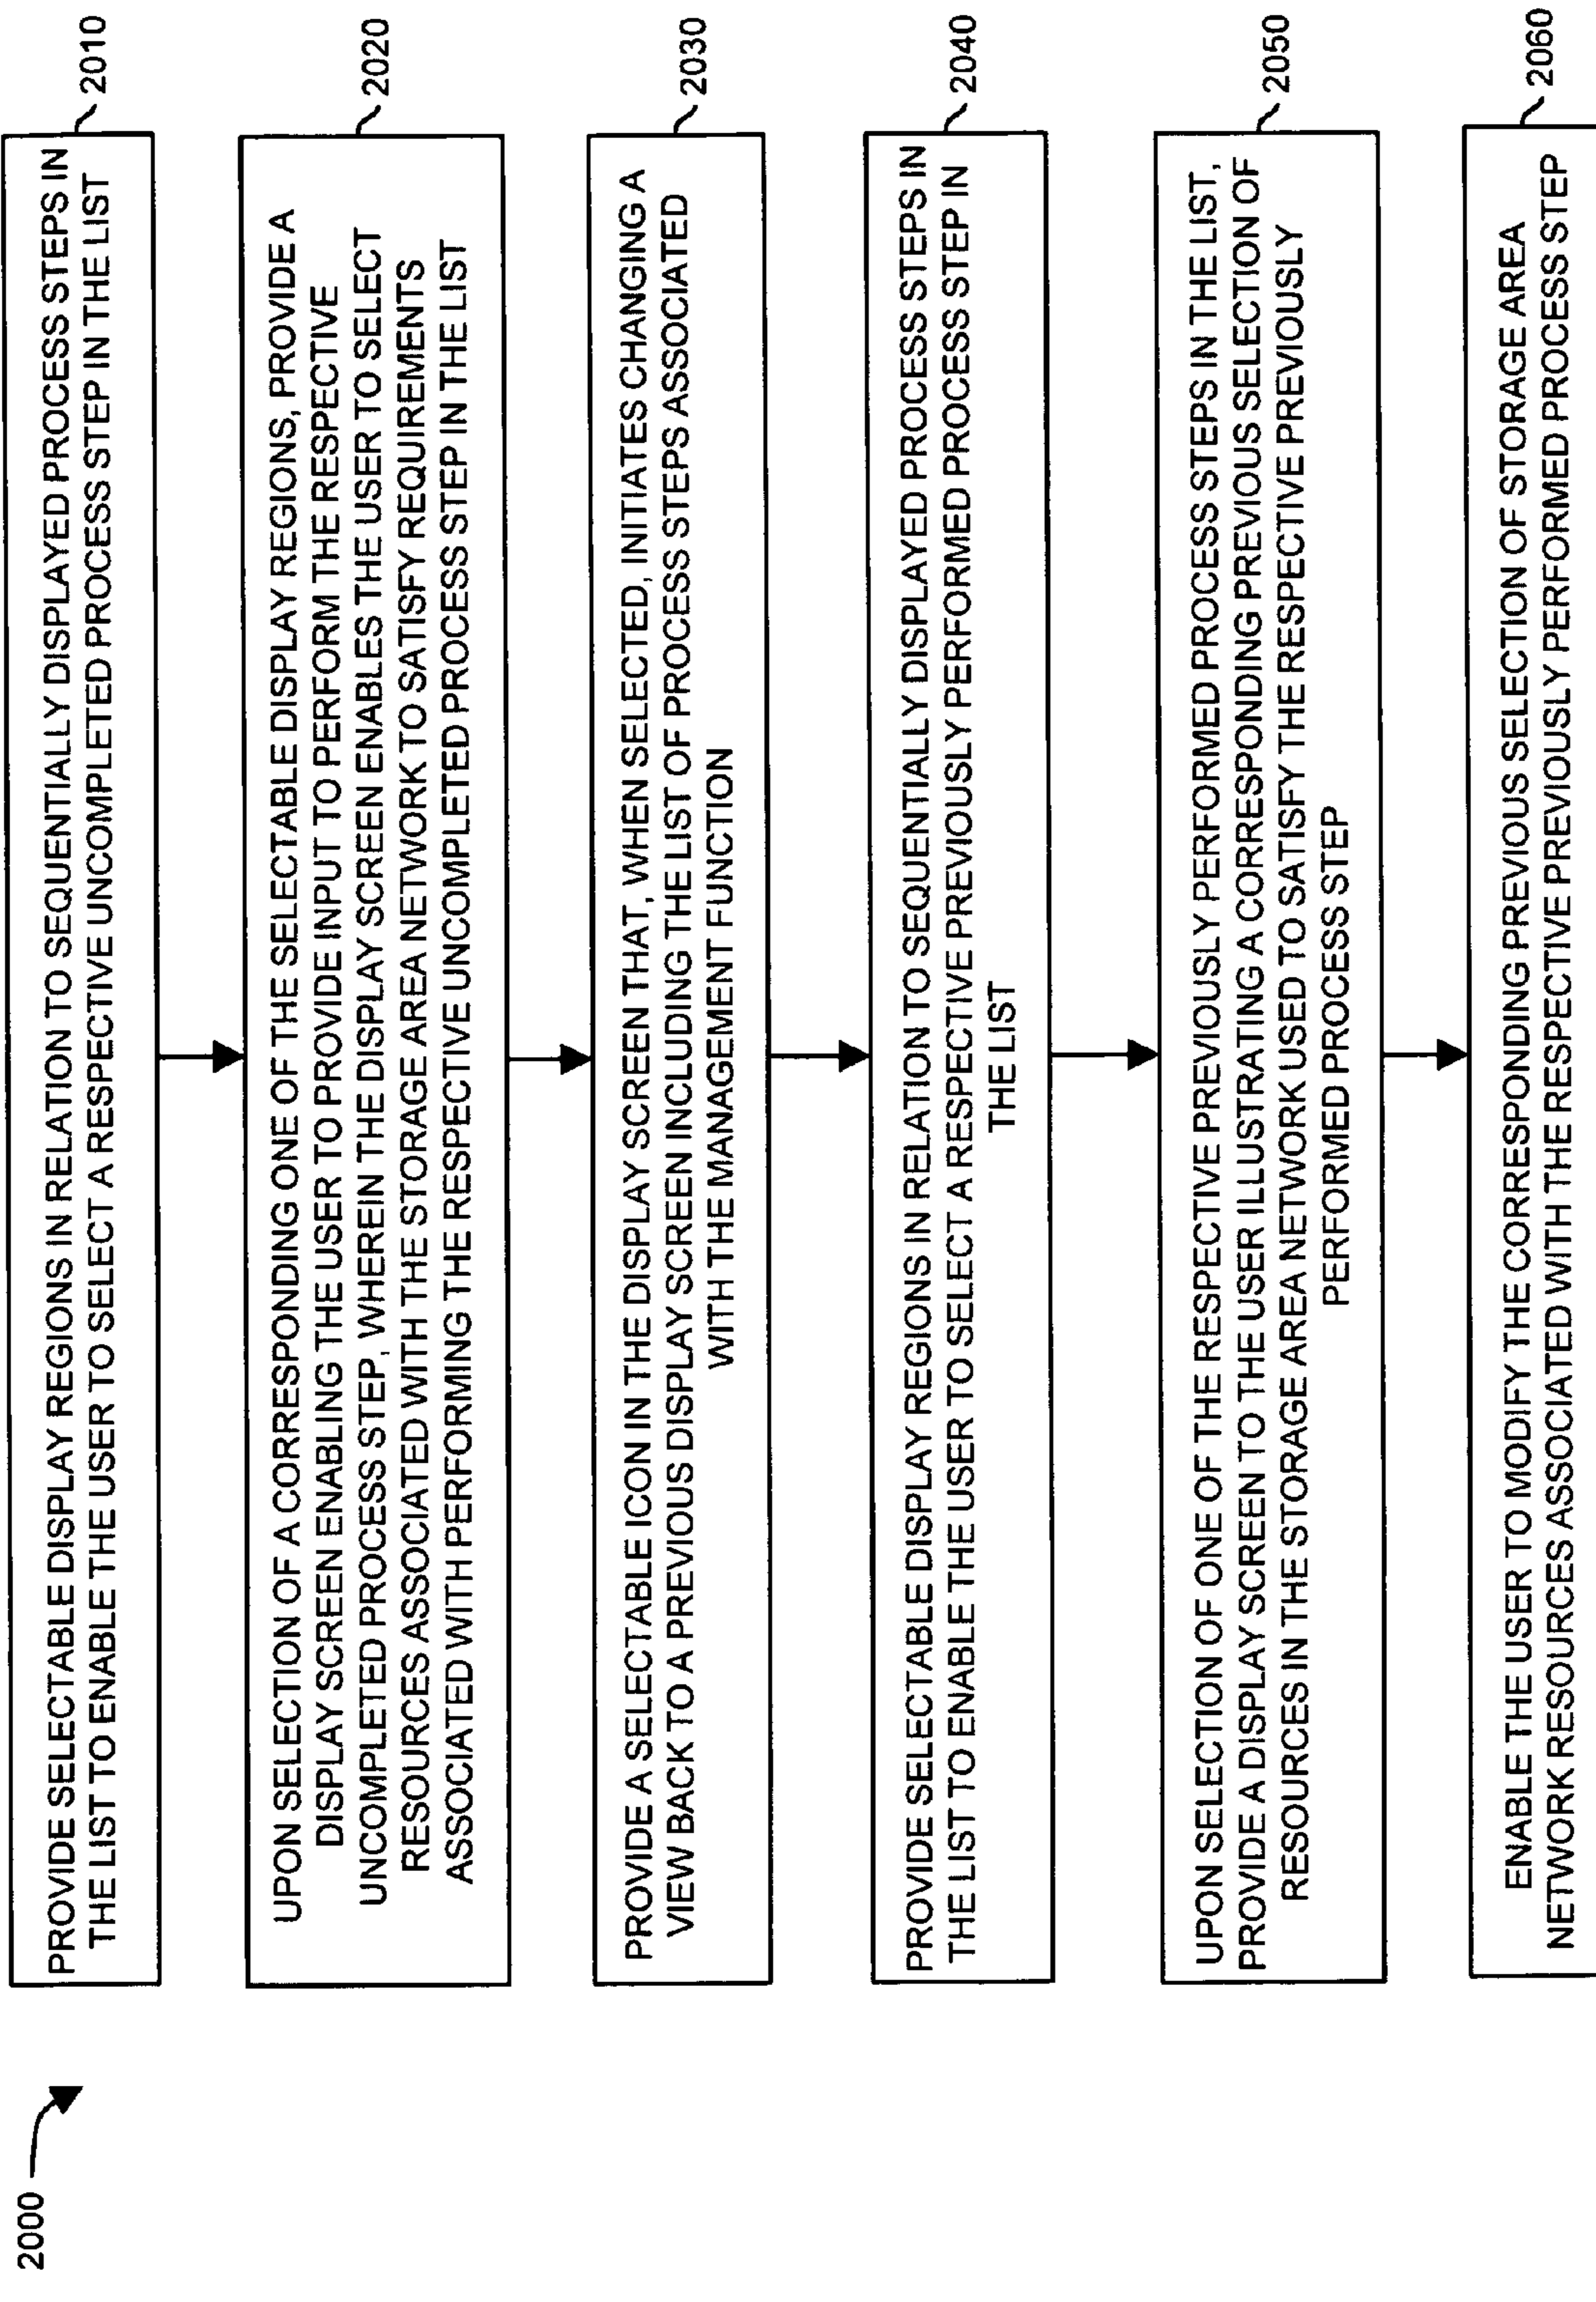 2000
PROVIDE SELECTABLE DISPLAY REGIONS IN RELATION TO SEQUENTIALLY DISPLAYED PROCESS STEPS IN
THE LIST TO ENABLE THE USER TO SELECT A RESPECTIVE UNCOMPLETED PROCESS STEP IN THE LIST
2010
UPON SELECTION OF A CORRESPONDING ONE OF THE SELECTABLE DISPLAY REGIONS, PROVIDE A
DISPLAY SCREEN ENABLING THE USER TO PROVIDE INPUT TO PERFORM THE RESPECTIVE
UNCOMPLETED PROCESS STEP, WHEREIN THE DISPLAY SCREEN ENABLES THE USER TO SELECT
RESOURCES ASSOCIATED WITH THE STORAGE AREA NETWORK TO SATISFY REQUIREMENTS
ASSOCIATED WITH PERFORMING THE RESPECTIVE UNCOMPLETED PROCESS STEP IN THE LIST
2020
PROVIDE A SELECTABLE ICON IN THE DISPLAY SCREEN THAT, WHEN SELECTED, INITIATES CHANGING A
VIEW BACK TO A PREVIOUS DISPLAY SCREEN INCLUDING THE LIST OF PROCESS STEPS ASSOCIATED
WITH THE MANAGEMENT FUNCTION
2030
PROVIDE SELECTABLE DISPLAY REGIONS IN RELATION TO SEQUENTIALLY DISPLAYED PROCESS STEPS IN
THE LIST TO ENABLE THE USER TO SELECT A RESPECTIVE PREVIOUSLY PERFORMED PROCESS STEP IN
THE LIST
2040
UPON SELECTION OF ONE OF THE RESPECTIVE PREVIOUSLY PERFORMED PROCESS STEPS IN THE LIST,
PROVIDE A DISPLAY SCREEN TO THE USER ILLUSTRATING A CORRESPONDING PREVIOUS SELECTION OF
RESOURCES IN THE STORAGE AREA NETWORK USED TO SATISFY THE RESPECTIVE PREVIOUSLY
PERFORMED PROCESS STEP
2050
ENABLE THE USER TO MODIFY THE CORRESPONDING PREVIOUS SELECTION OF STORAGE AREA
NETWORK RESOURCES ASSOCIATED WITH THE RESPECTIVE PREVIOUSLY PERFORMED PROCESS STEP
2060